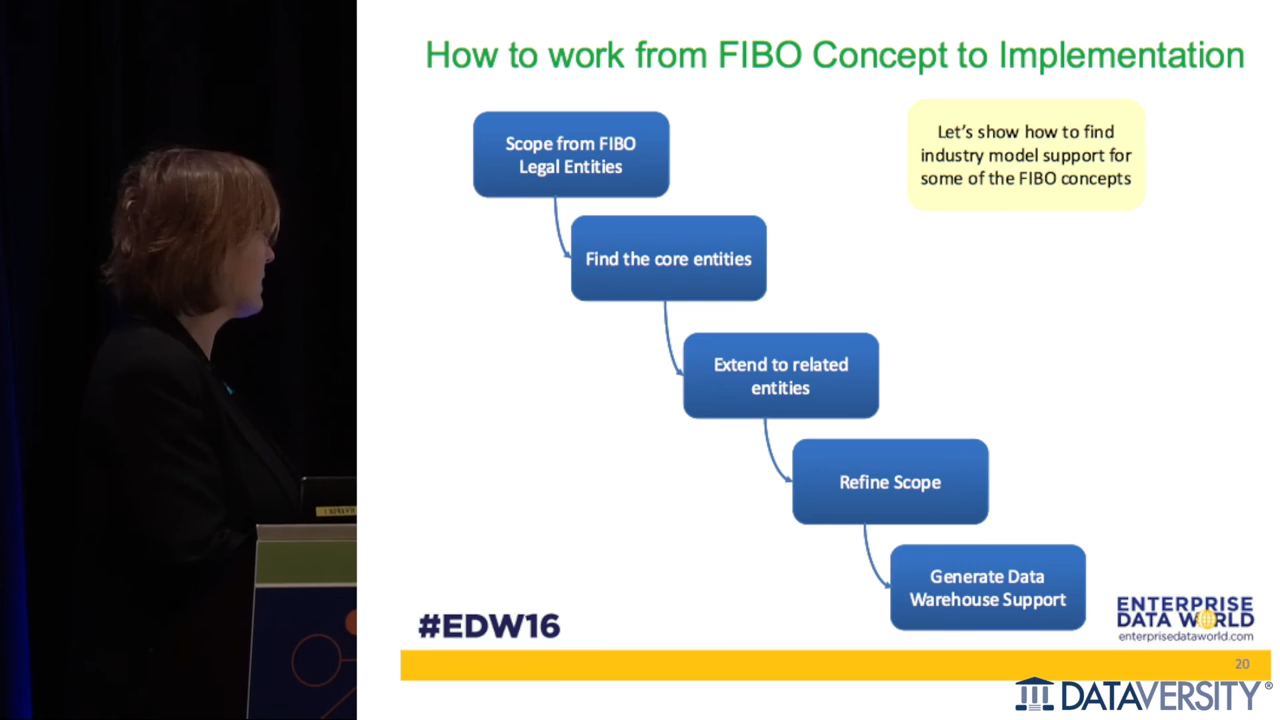 How to work from FIBO Concept to Implementation
Let's show how to find
industry model support for
some of the FIBO concepts
Scope from FIBO
Legal Entities
Find the core entities
Extend to related
entities
Refine Scope
Generate Data
Warehouse Support
#EDW16
ENTERPRISE
DATA WORLD
enterprisedataworld.com
20
DATAVERSITY®